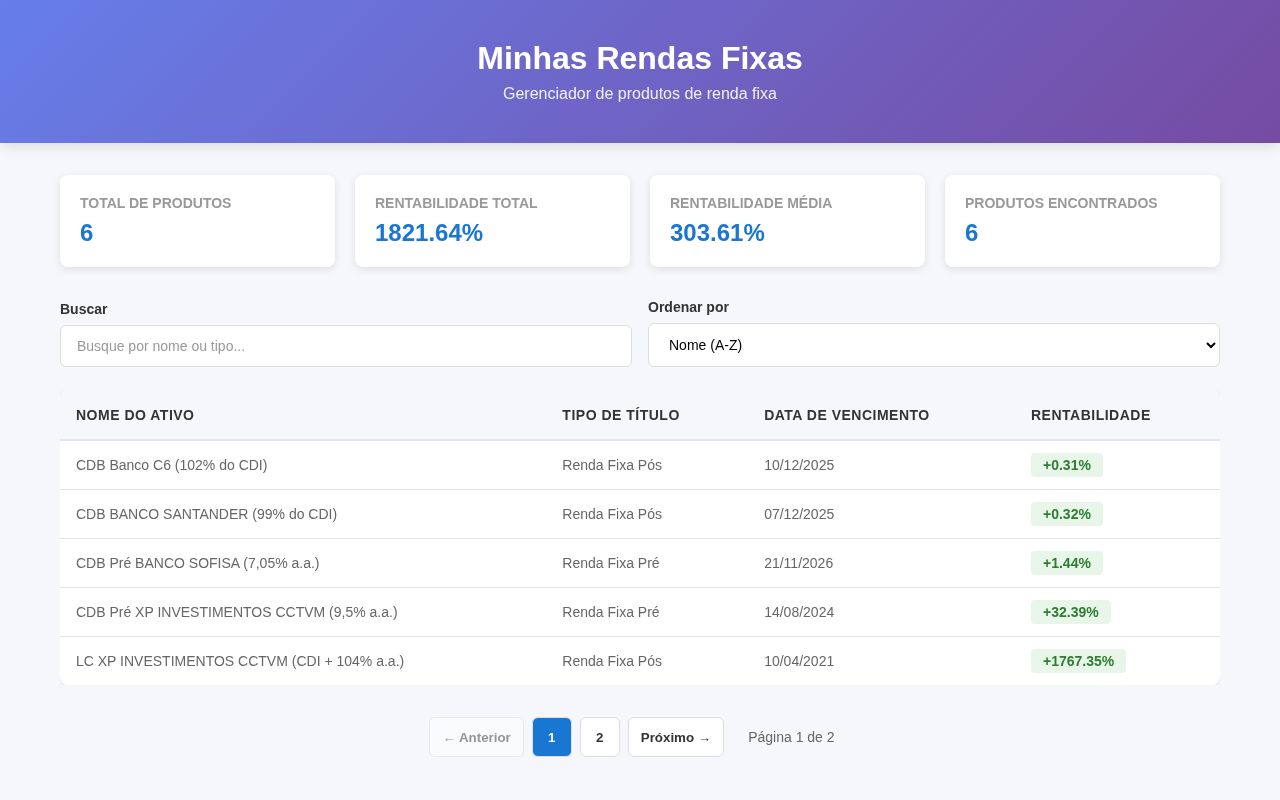 Minhas Rendas Fixas
Gerenciador de produtos de renda fixa
TOTAL DE PRODUTOS
6
RENTABILIDADE TOTAL
1821.64%
RENTABILIDADE MÉDIA
303.61%
PRODUTOS ENCONTRADOS
6
Buscar
Busque por nome ou tipo...
Ordenar por
Nome (A-Z)
NOME DO ATIVO TIPO DE TÍTULO DATA DE VENCIMENTO RENTABILIDADE
CDB Banco C6 (102% do CDI) Renda Fixa Pós 10/12/2025 +0.31%
CDB BANCO SANTANDER (99% do CDI) Renda Fixa Pós 07/12/2025 +0.32%
CDB Pré BANCO SOFISA (7,05% a.a.) Renda Fixa Pré 21/11/2026 +1.44%
CDB Pré XP INVESTIMENTOS CCTVM (9,5% a.a.) Renda Fixa Pré 14/08/2024 +32.39%
LC XP INVESTIMENTOS CCTVM (CDI + 104% a.a.) Renda Fixa Pós 10/04/2021 +1767.35%
← Anterior 1 2 Próximo → Página 1 de 2